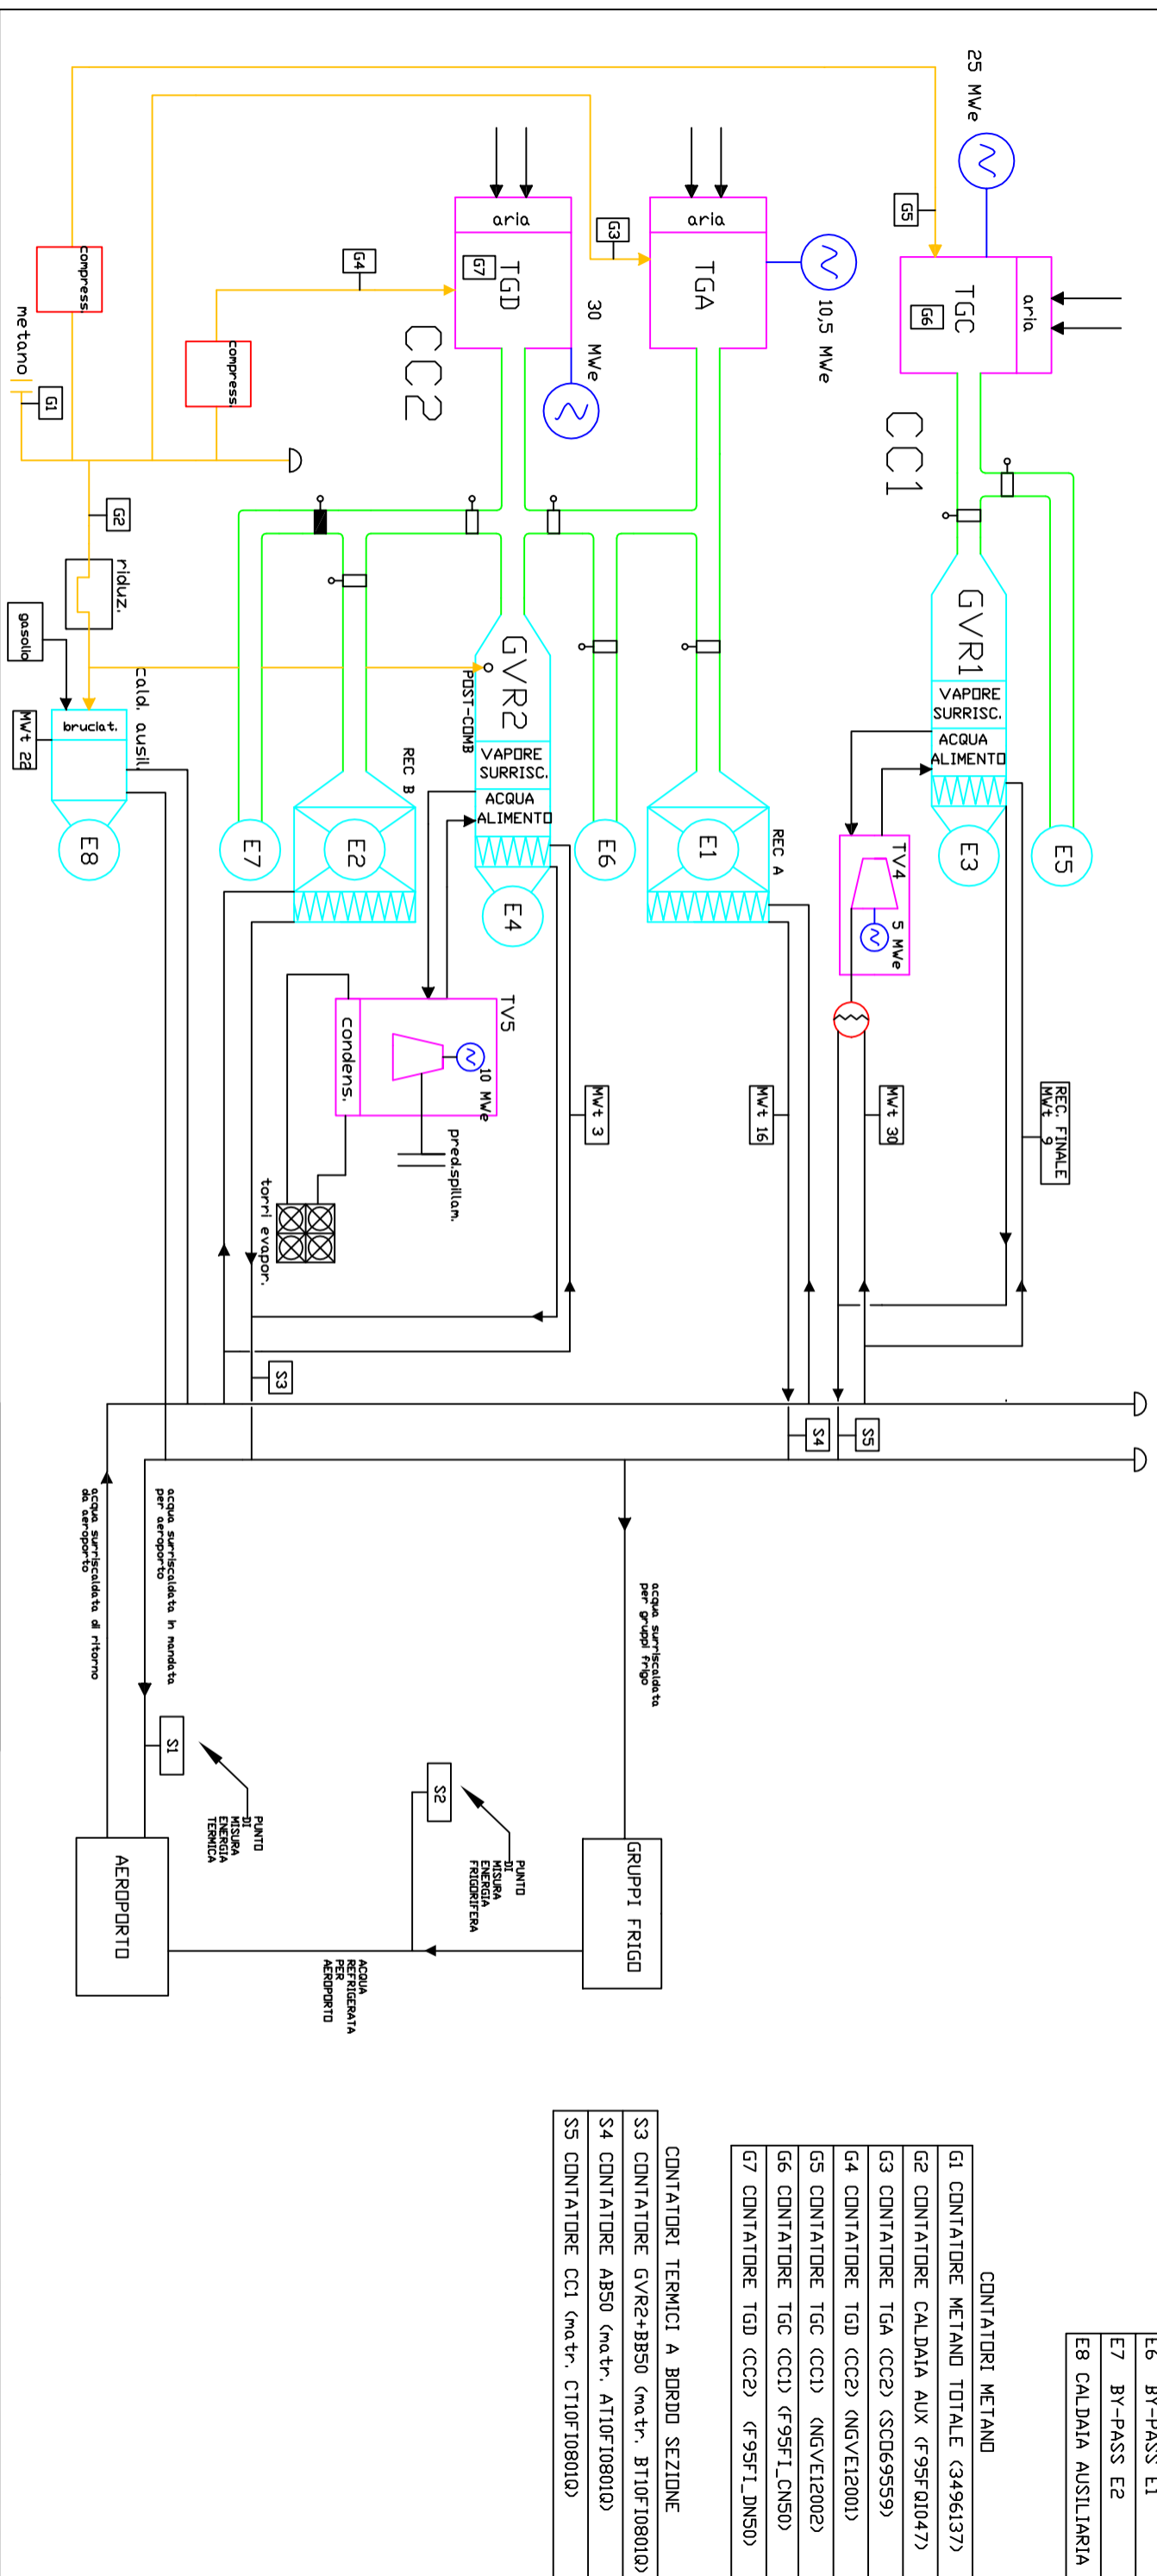 25 MWe
G5
TGC
G6
aria
CC1
GVR1
VAPORE
SURRISC.
ACQUA
ALIMENTO
E3
E5
TV4
5 MWe
REC. FINALE
MWt 9
MWt 30
aria
TGA
10,5 MWe
G3
REC A
E1
MWt 16
S4
S5
aria
TGD
G7
30 MWe
G4
CC2
GVR2
POST-COMB
VAPORE
SURRISC.
ACQUA
ALIMENTO
E4
E6
TV5
10 MWe
condens.
pred.spillam.
torri evapor.
MWt 3
REC B
E2
E7
S3
compress.
compress.
metano
G1
G2
riduz.
gasolio
cald. ausil.
bruciat.
MWt 22
E8
acqua surriscaldata
per gruppi frigo
acqua surriscaldata in mandata
per aeroporto
acqua surriscaldata di ritorno
da aeroporto
S1
PUNTO
DI
MISURA
ENERGIA
TERMICA
S2
PUNTO
DI
MISURA
ENERGIA
FRIGORIFERA
GRUPPI FRIGO
AEROPORTO
ACQUA
REFRIGERATA
PER
AEROPORTO
E6 BY-PASS E1
E7 BY-PASS E2
E8 CALDAIA AUSILIARIA
CONTATORI METANO
G1 CONTATORE METANO TOTALE (3496137)
G2 CONTATORE CALDAIA AUX (F95FQI047)
G3 CONTATORE TGA (CC2) (SCO69559)
G4 CONTATORE TGD (CC2) (NGVE12001)
G5 CONTATORE TGC (CC1) (NGVE12002)
G6 CONTATORE TGC (CC1) (F95FI_CN50)
G7 CONTATORE TGD (CC2) (F95FI_DN50)
CONTATORI TERMICI A BORDO SEZIONE
S3 CONTATORE GVR2+BB50 (matr. BT10FI0801Q)
S4 CONTATORE AB50 (matr. AT10FI0801Q)
S5 CONTATORE CC1 (matr. CT10FI0801Q)